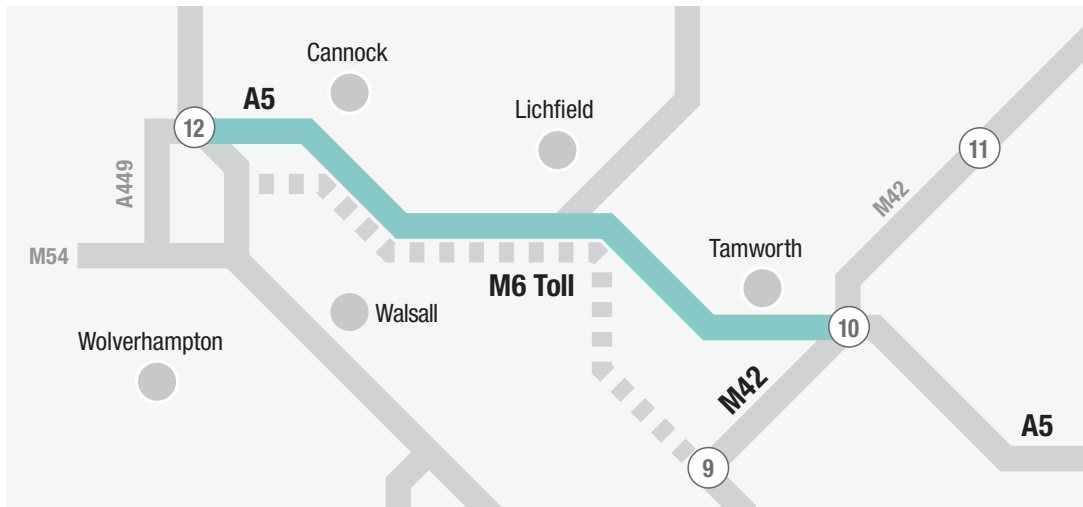 Cannock
A5
Lichfield
12
11
A449
M42
M54
Tamworth
M6 Toll
Walsall
10
Wolverhampton
M42
A5
9